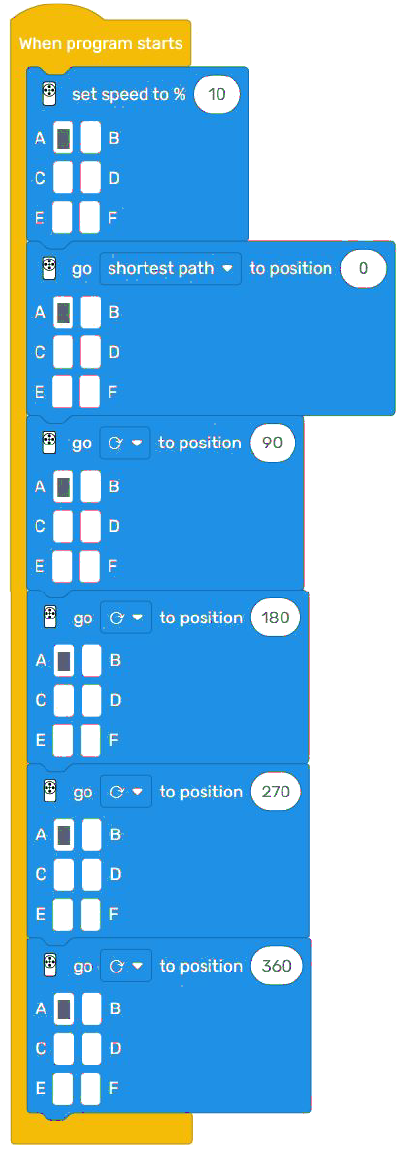 When program starts
set speed to % 10
A B
C D
E F
go shortest path to position 0
A B
C D
E F
go to position 90
A B
C D
E F
go to position 180
A B
C D
E F
go to position 270
A B
C D
E F
go to position 360
A B
C D
E F